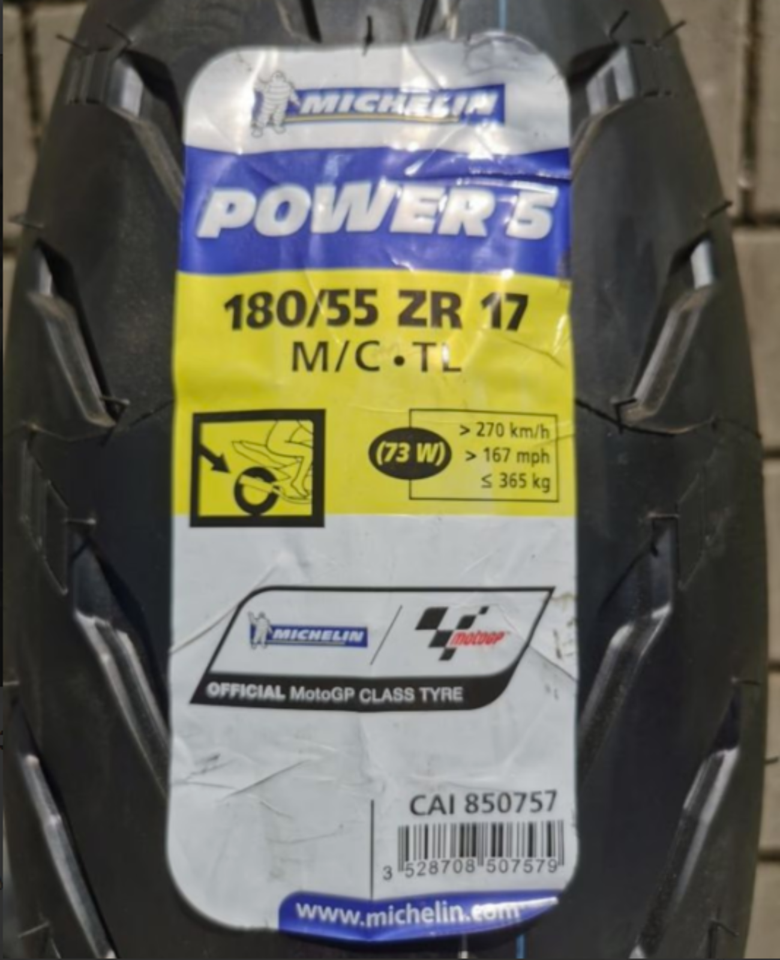 MICHELIN
POWER 5
180/55 ZR 17
M/C•TL
(73 W)
> 270 km/h
> 167 mph
≤ 365 kg
MICHELIN
MotoGP
OFFICIAL MotoGP CLASS TYRE
CAI 850757
3 528708 507579
www.michelin.com